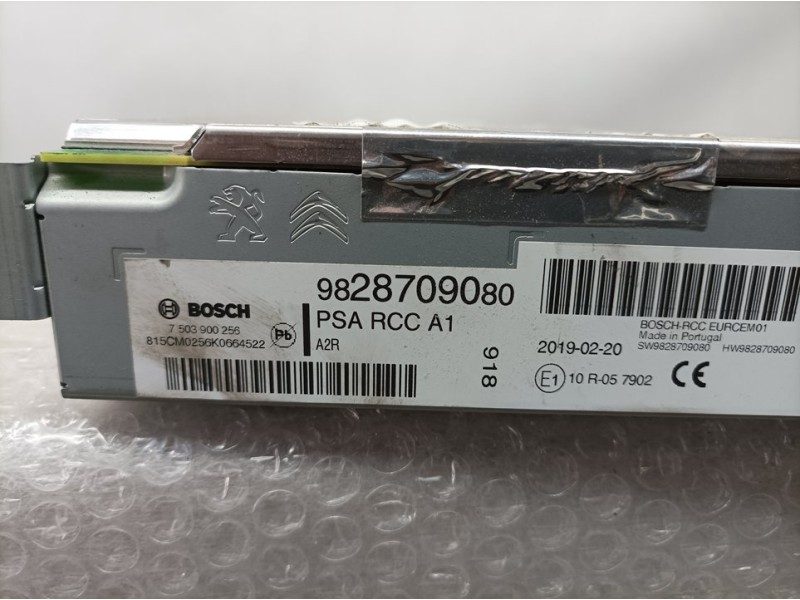 BOSCH
7 503 900 256
815CM0256K0664522
Pb
9828709080
PSA RCC A1
A2R
918
BOSCH-RCC EURCEM01
Made in Portugal
2019-02-20
SW9828709080 HW9828709080
E1 10 R-05 7902 CE